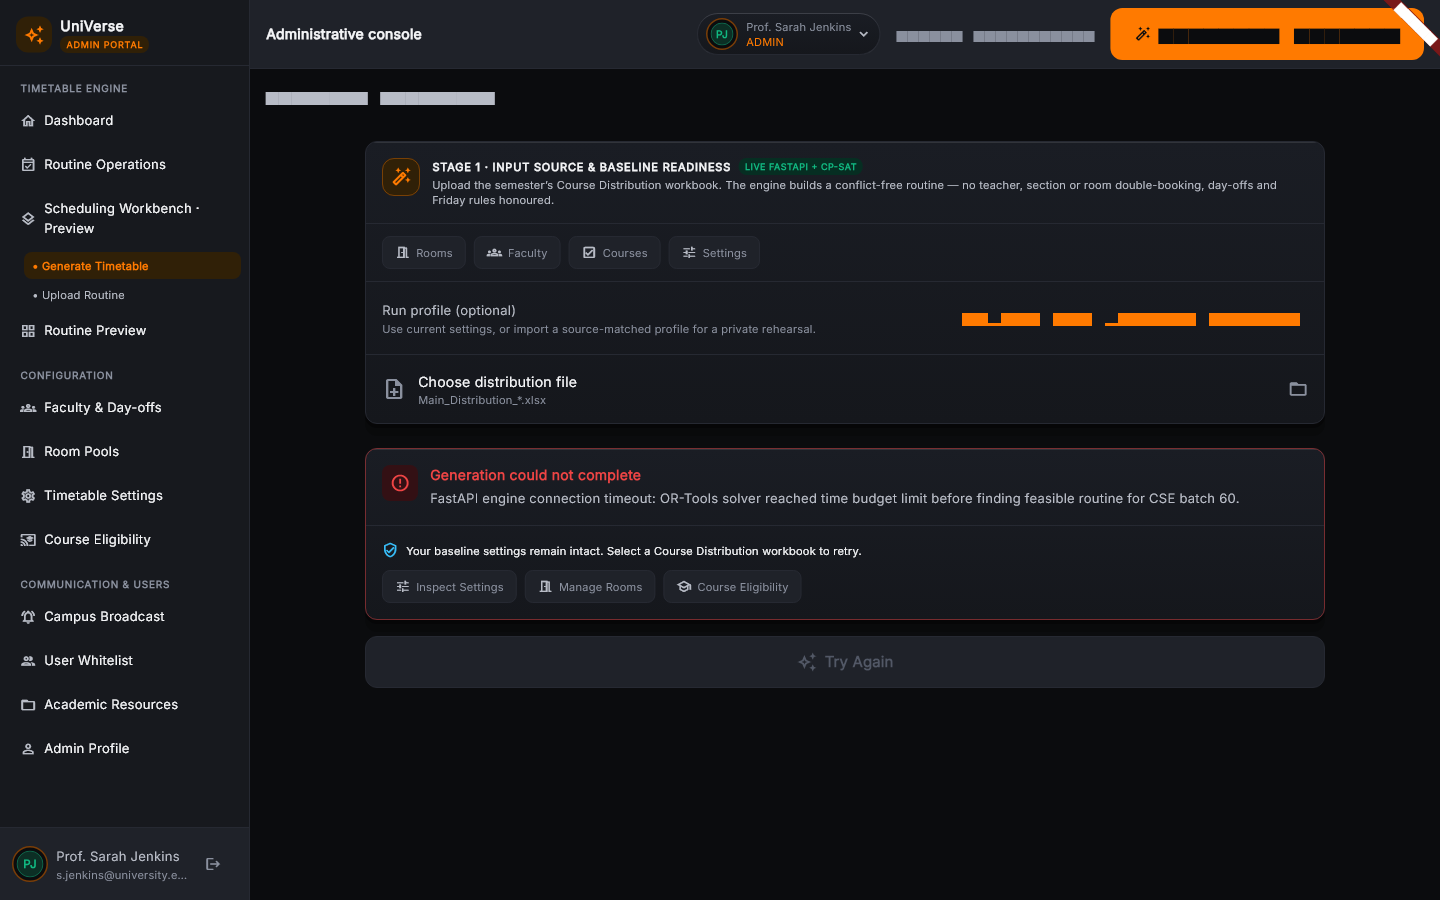 UniVerse
ADMIN PORTAL
TIMETABLE ENGINE
Dashboard
Routine Operations
Scheduling Workbench ·
Preview
• Generate Timetable
• Upload Routine
Routine Preview
CONFIGURATION
Faculty & Day-offs
Room Pools
Timetable Settings
Course Eligibility
COMMUNICATION & USERS
Campus Broadcast
User Whitelist
Academic Resources
Admin Profile
PJ
Prof. Sarah Jenkins
s.jenkins@university.e...
Administrative console
PJ
Prof. Sarah Jenkins
ADMIN
STAGE 1 · INPUT SOURCE & BASELINE READINESS
LIVE FASTAPI + CP-SAT
Upload the semester's Course Distribution workbook. The engine builds a conflict-free routine — no teacher, section or room double-booking, day-offs and
Friday rules honoured.
Rooms
Faculty
Courses
Settings
Run profile (optional)
Use current settings, or import a source-matched profile for a private rehearsal.
Choose distribution file
Main_Distribution_*.xlsx
Generation could not complete
FastAPI engine connection timeout: OR-Tools solver reached time budget limit before finding feasible routine for CSE batch 60.
Your baseline settings remain intact. Select a Course Distribution workbook to retry.
Inspect Settings
Manage Rooms
Course Eligibility
Try Again